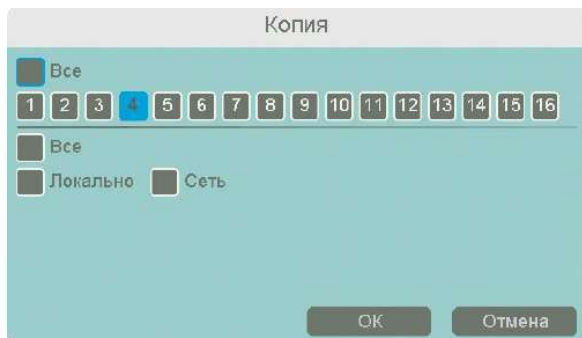 Копия
Все
1 2 3 4 5 6 7 8 9 10 11 12 13 14 15 16
Все
Локально Сеть
ОК Отмена